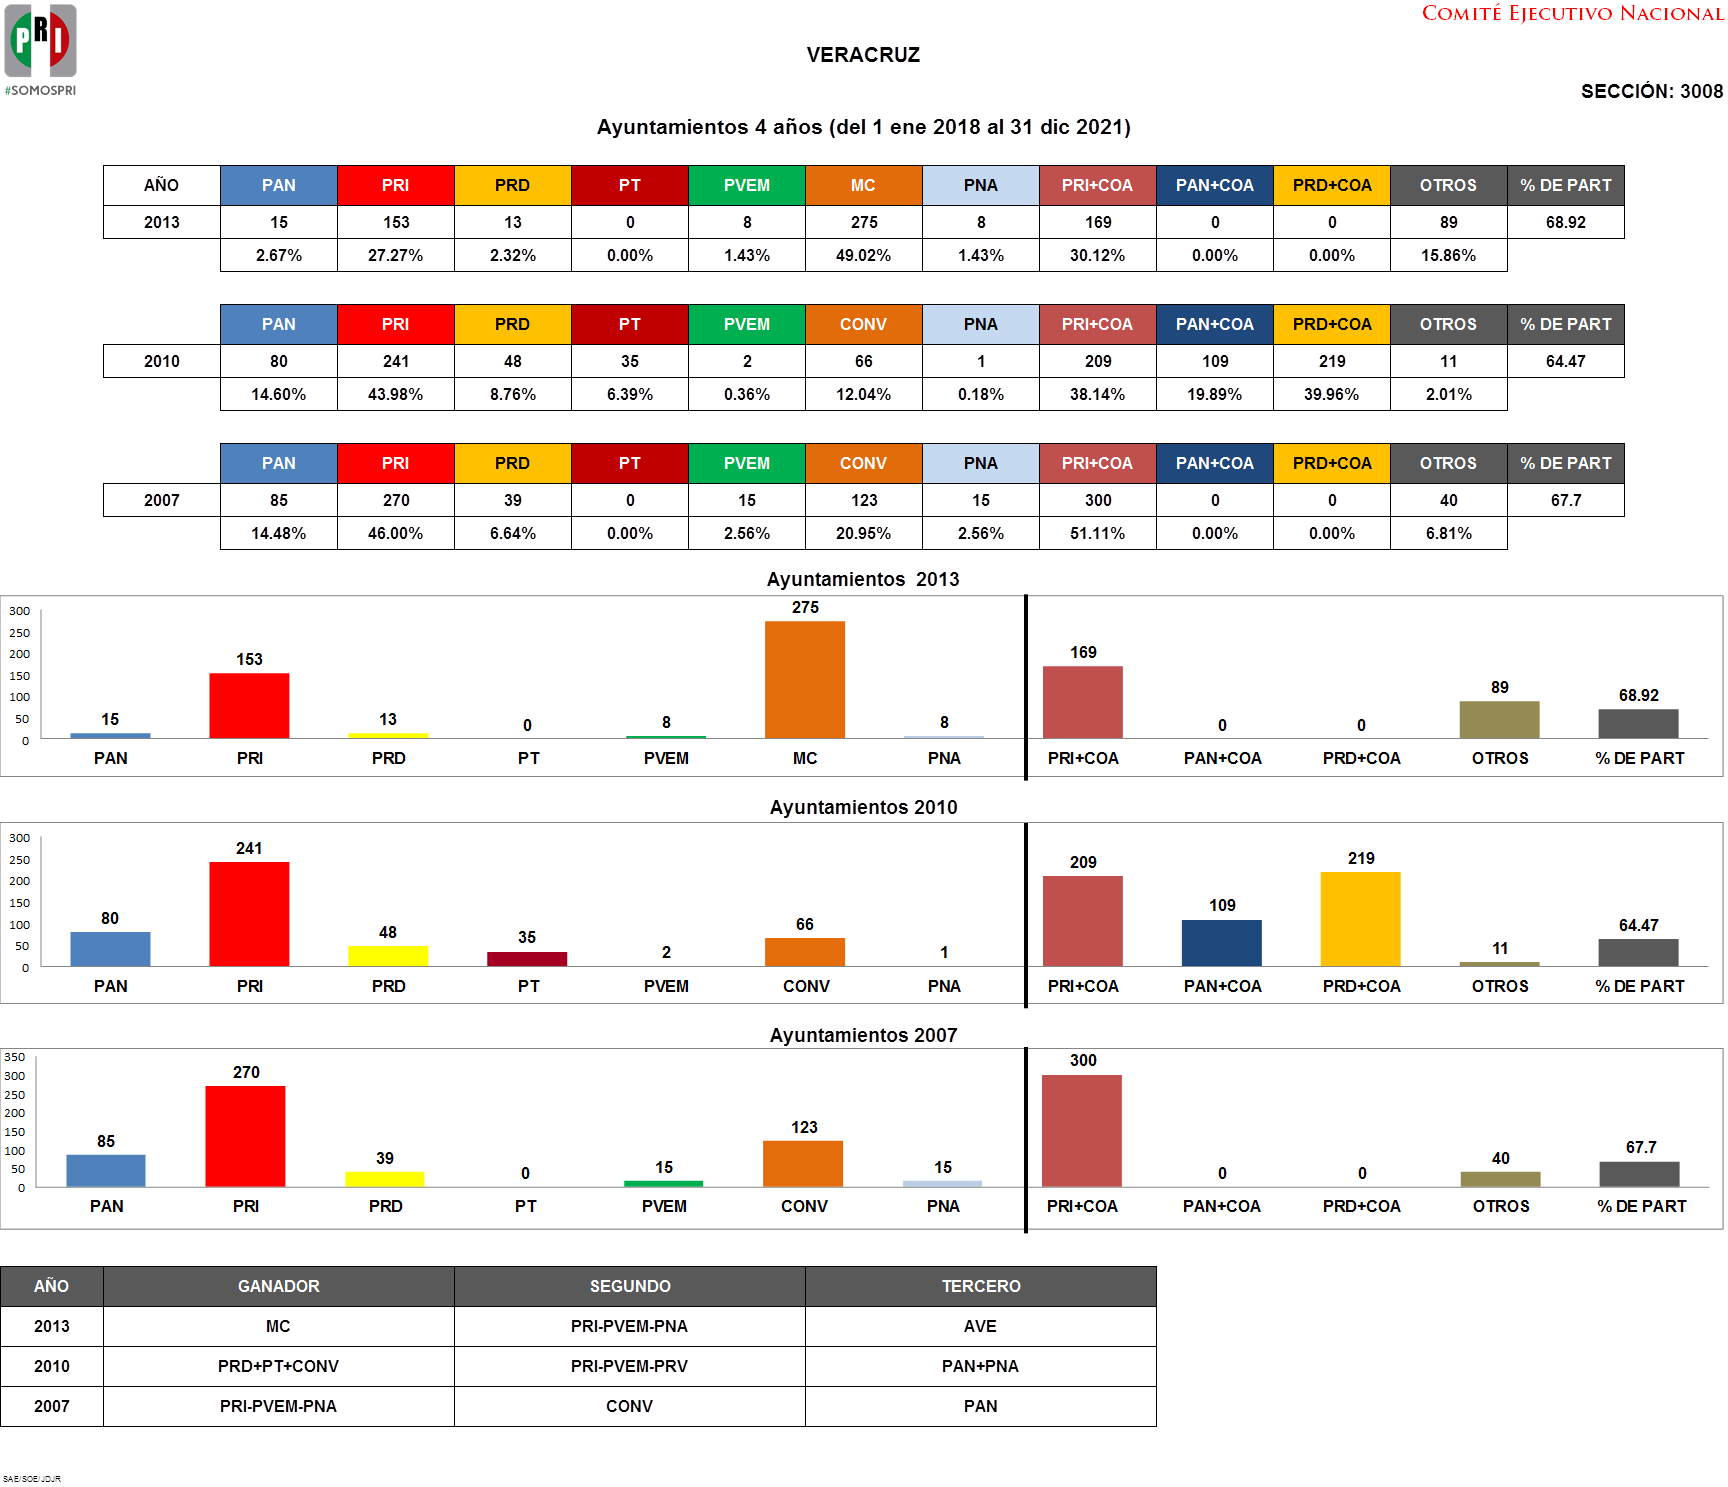 PRI
#SOMOSPRI
COMITÉ EJECUTIVO NACIONAL
VERACRUZ
SECCIÓN: 3008
Ayuntamientos 4 años (del 1 ene 2018 al 31 dic 2021)
AÑO PAN PRI PRD PT PVEM MC PNA PRI+COA PAN+COA PRD+COA OTROS % DE PART
2013 15 153 13 0 8 275 8 169 0 0 89 68.92
2.67% 27.27% 2.32% 0.00% 1.43% 49.02% 1.43% 30.12% 0.00% 0.00% 15.86%
PAN PRI PRD PT PVEM CONV PNA PRI+COA PAN+COA PRD+COA OTROS % DE PART
2010 80 241 48 35 2 66 1 209 109 219 11 64.47
14.60% 43.98% 8.76% 6.39% 0.36% 12.04% 0.18% 38.14% 19.89% 39.96% 2.01%
PAN PRI PRD PT PVEM CONV PNA PRI+COA PAN+COA PRD+COA OTROS % DE PART
2007 85 270 39 0 15 123 15 300 0 0 40 67.7
14.48% 46.00% 6.64% 0.00% 2.56% 20.95% 2.56% 51.11% 0.00% 0.00% 6.81%
Ayuntamientos 2013
300
250
200
150
100
50
0
15 153 13 0 8 275 8 169 0 0 89 68.92
PAN PRI PRD PT PVEM MC PNA PRI+COA PAN+COA PRD+COA OTROS % DE PART
Ayuntamientos 2010
300
250
200
150
100
50
0
80 241 48 35 2 66 1 209 109 219 11 64.47
PAN PRI PRD PT PVEM CONV PNA PRI+COA PAN+COA PRD+COA OTROS % DE PART
Ayuntamientos 2007
350
300
250
200
150
100
50
0
85 270 39 0 15 123 15 300 0 0 40 67.7
PAN PRI PRD PT PVEM CONV PNA PRI+COA PAN+COA PRD+COA OTROS % DE PART
AÑO GANADOR SEGUNDO TERCERO
2013 MC PRI-PVEM-PNA AVE
2010 PRD+PT+CONV PRI-PVEM-PRV PAN+PNA
2007 PRI-PVEM-PNA CONV PAN
SAE/SOE/JDJR